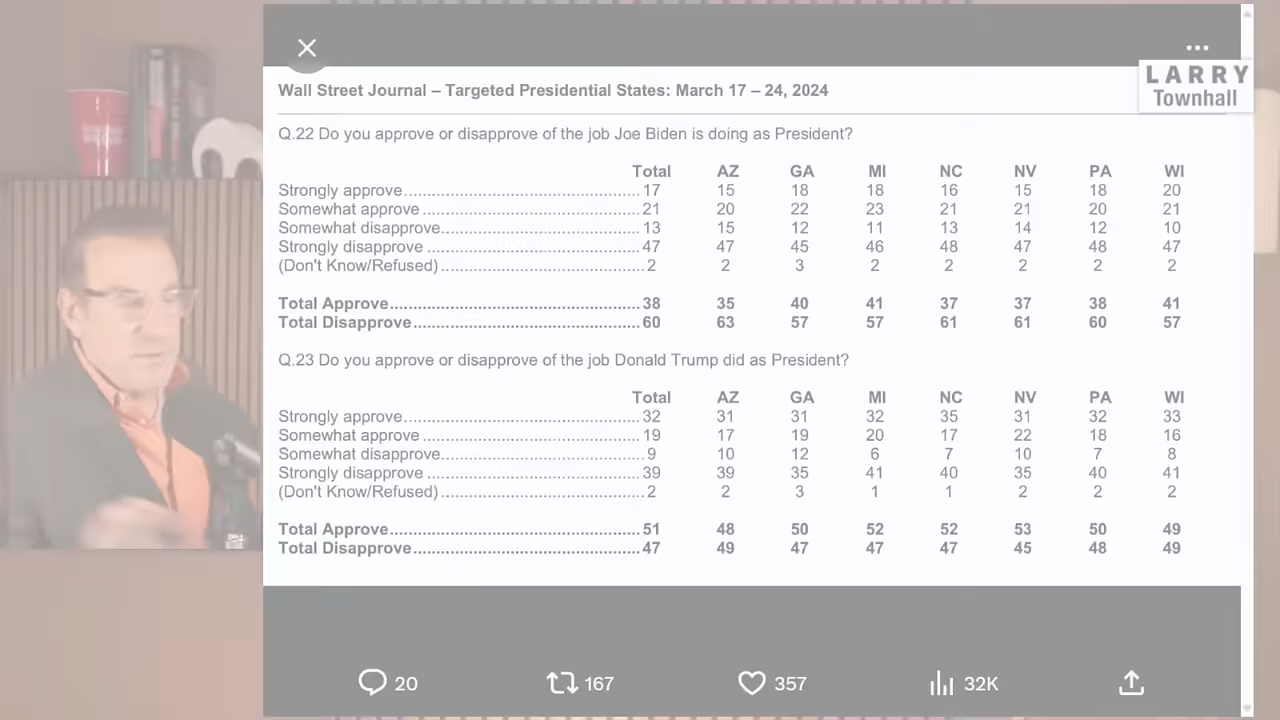 LARRY
Townhall
Wall Street Journal – Targeted Presidential States: March 17 – 24, 2024
Q.22 Do you approve or disapprove of the job Joe Biden is doing as President?
Total AZ GA MI NC NV PA WI
Strongly approve 17 15 18 18 16 15 18 20
Somewhat approve 21 20 22 23 21 21 20 21
Somewhat disapprove 13 15 12 11 13 14 12 10
Strongly disapprove 47 47 45 46 48 47 48 47
(Don't Know/Refused) 2 2 3 2 2 2 2 2
Total Approve 38 35 40 41 37 37 38 41
Total Disapprove 60 63 57 57 61 61 60 57
Q.23 Do you approve or disapprove of the job Donald Trump did as President?
Total AZ GA MI NC NV PA WI
Strongly approve 32 31 31 32 35 31 32 33
Somewhat approve 19 17 19 20 17 22 18 16
Somewhat disapprove 9 10 12 6 7 10 7 8
Strongly disapprove 39 39 35 41 40 35 40 41
(Don't Know/Refused) 2 2 3 1 1 2 2 2
Total Approve 51 48 50 52 52 53 50 49
Total Disapprove 47 49 47 47 47 45 48 49
20 167 357 32K